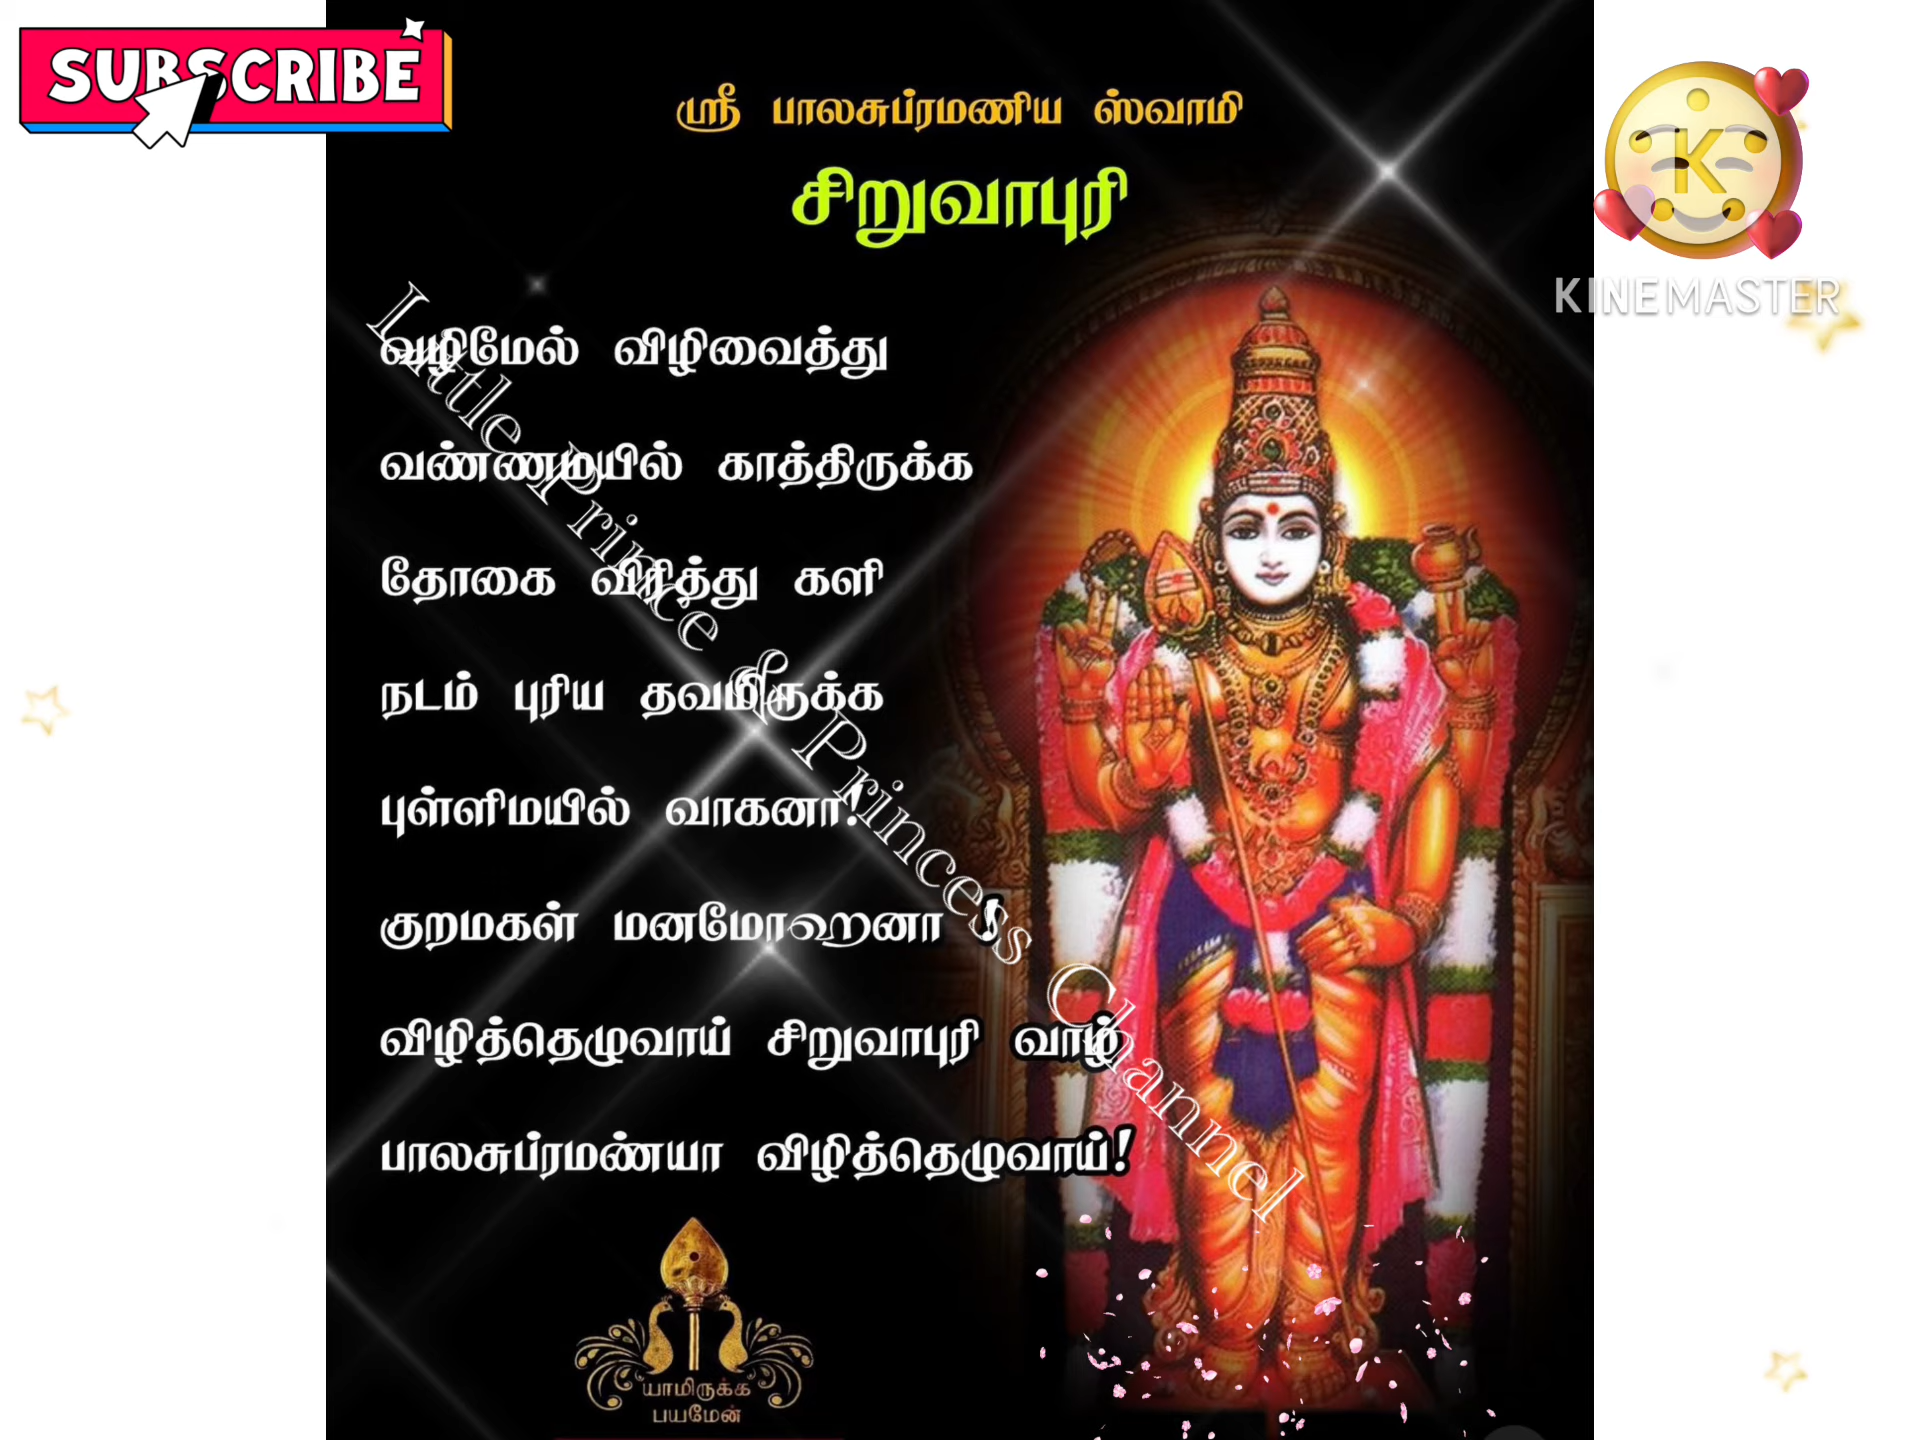 SUBSCRIBE
ஸ்ரீ பாலசுப்ரமணிய ஸ்வாமி
சிறுவாபுரி
K
KINEMASTER
வழிமேல் விழிவைத்து
வண்ணமயில் காத்திருக்க
தோகை விரித்து களி
நடம் புரிய தவமிருக்க
புள்ளிமயில் வாகனா!
குறமகள் மனமோஹனா !
விழித்தெழுவாய் சிறுவாபுரி வாழ்
பாலசுப்ரமண்யா விழித்தெழுவாய்!
Little Prince & Princess Channel
யாமிருக்க
பயமேன்